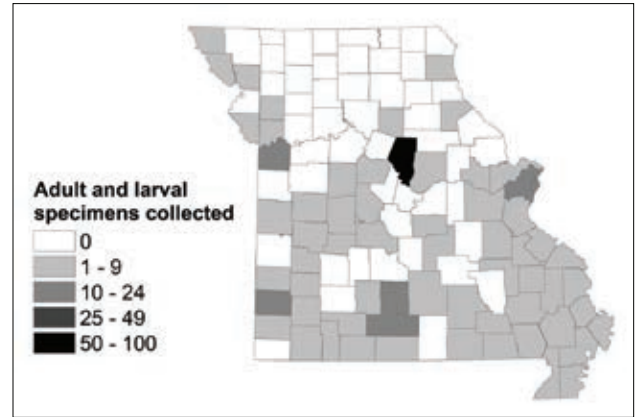 Adult and larval
specimens collected
0
1 - 9
10 - 24
25 - 49
50 - 100